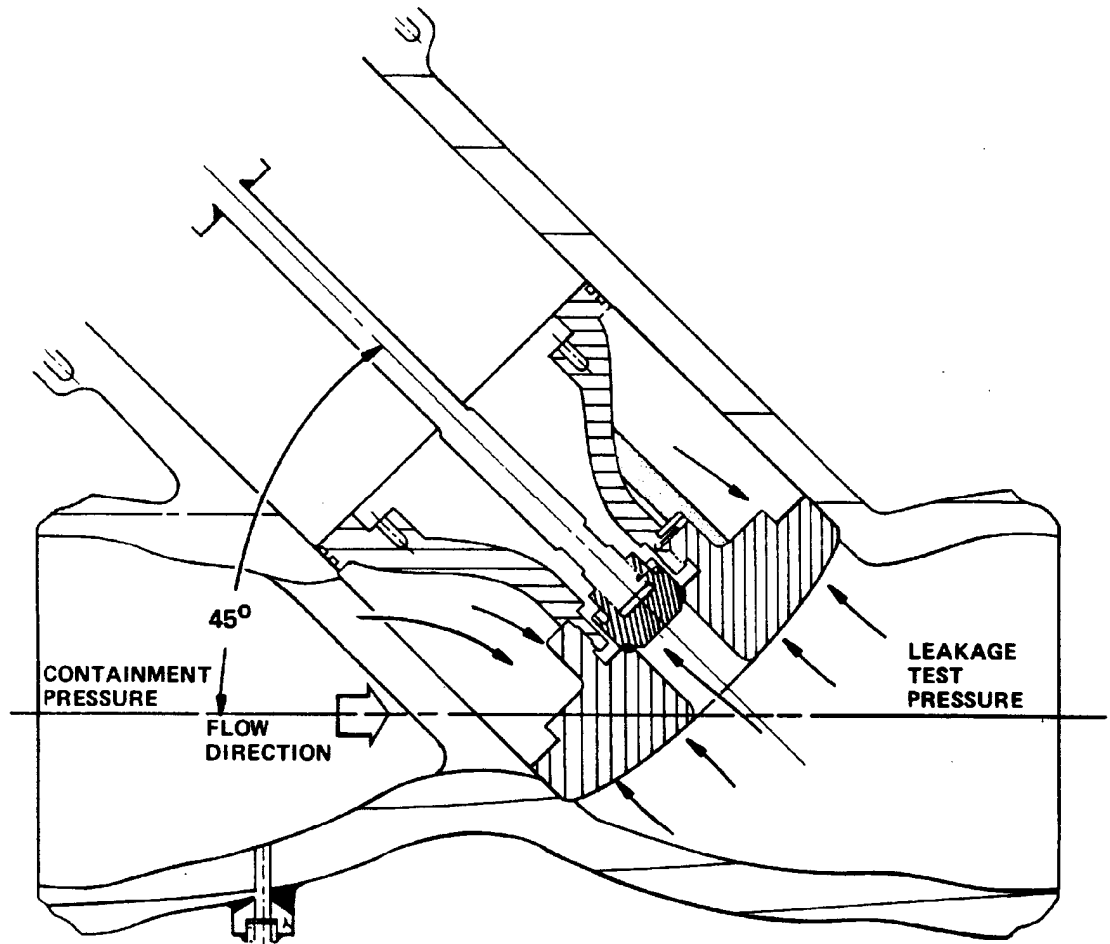 45°
CONTAINMENT
PRESSURE
FLOW
DIRECTION
LEAKAGE
TEST
PRESSURE